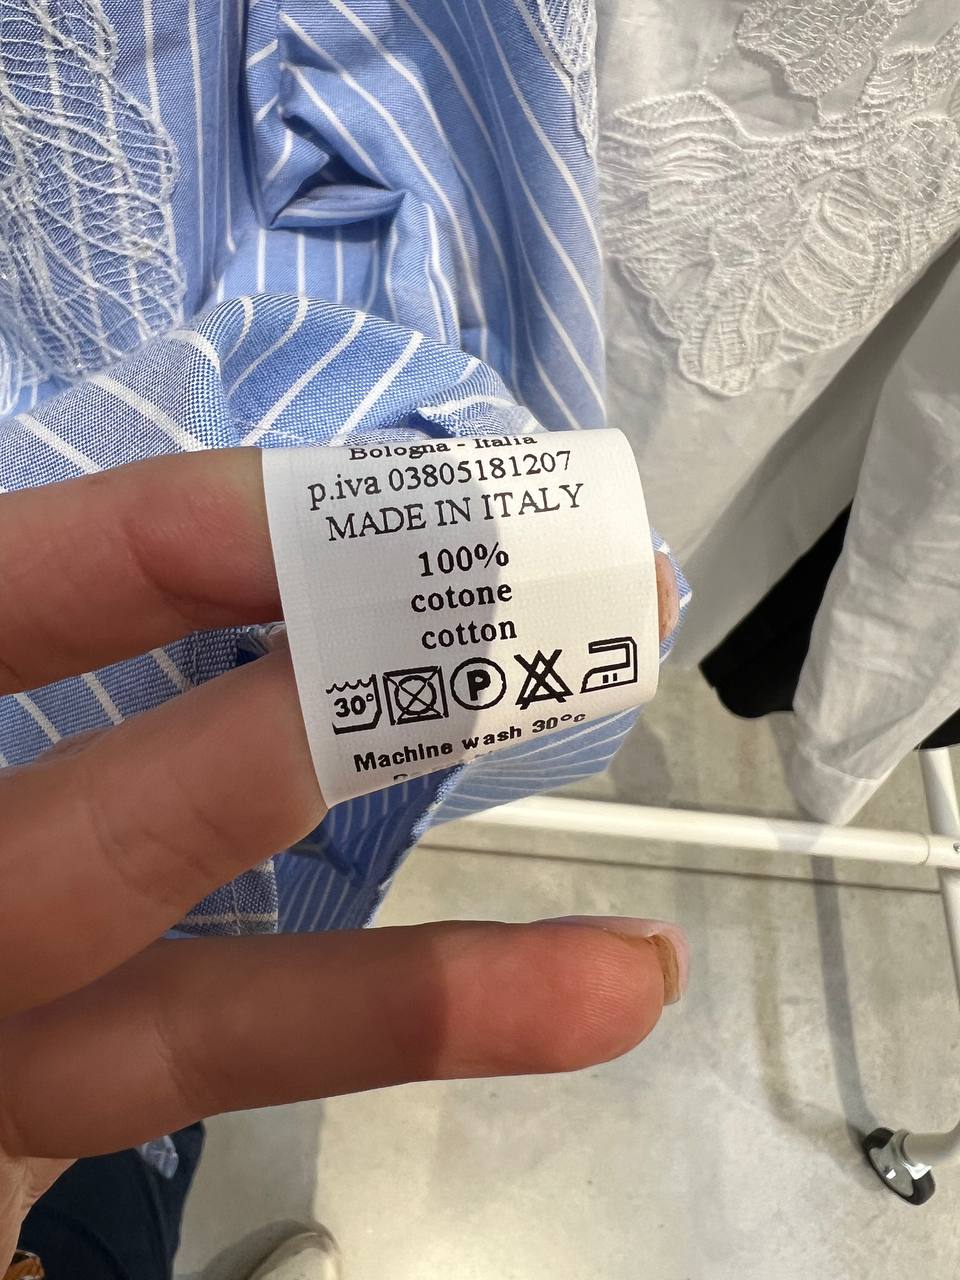 Bologna - Italia
p.iva 03805181207
MADE IN ITALY
100%
cotone
cotton
30° P
Machine wash 30°c